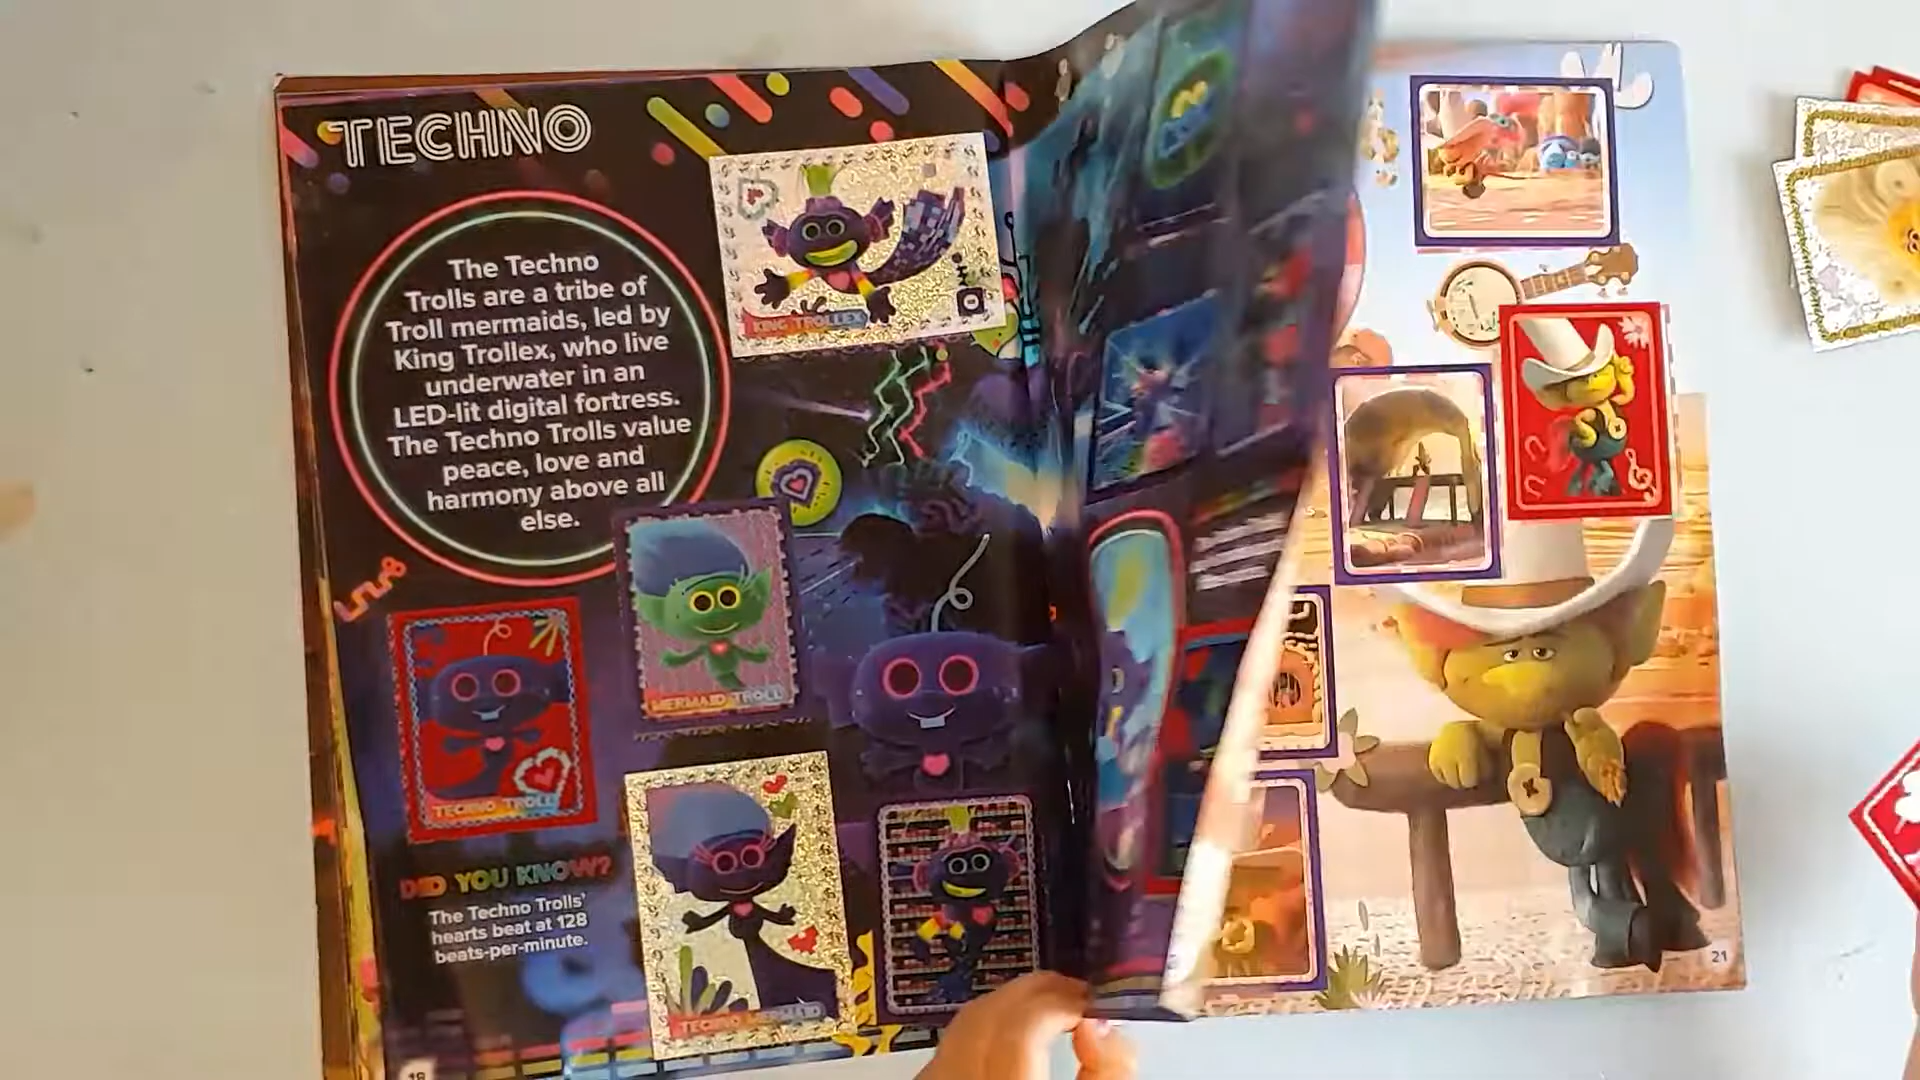 TECHNO
The Techno
Trolls are a tribe of
Troll mermaids, led by
King Trollex, who live
underwater in an
LED-lit digital fortress.
The Techno Trolls value
peace, love and
harmony above all
else.
KING TROLLEX
MERMAID TROLL
TECHNO TROLL
DID YOU KNOW?
The Techno Trolls'
hearts beat at 128
beats-per-minute.
TECHNO MERMAID
18
21